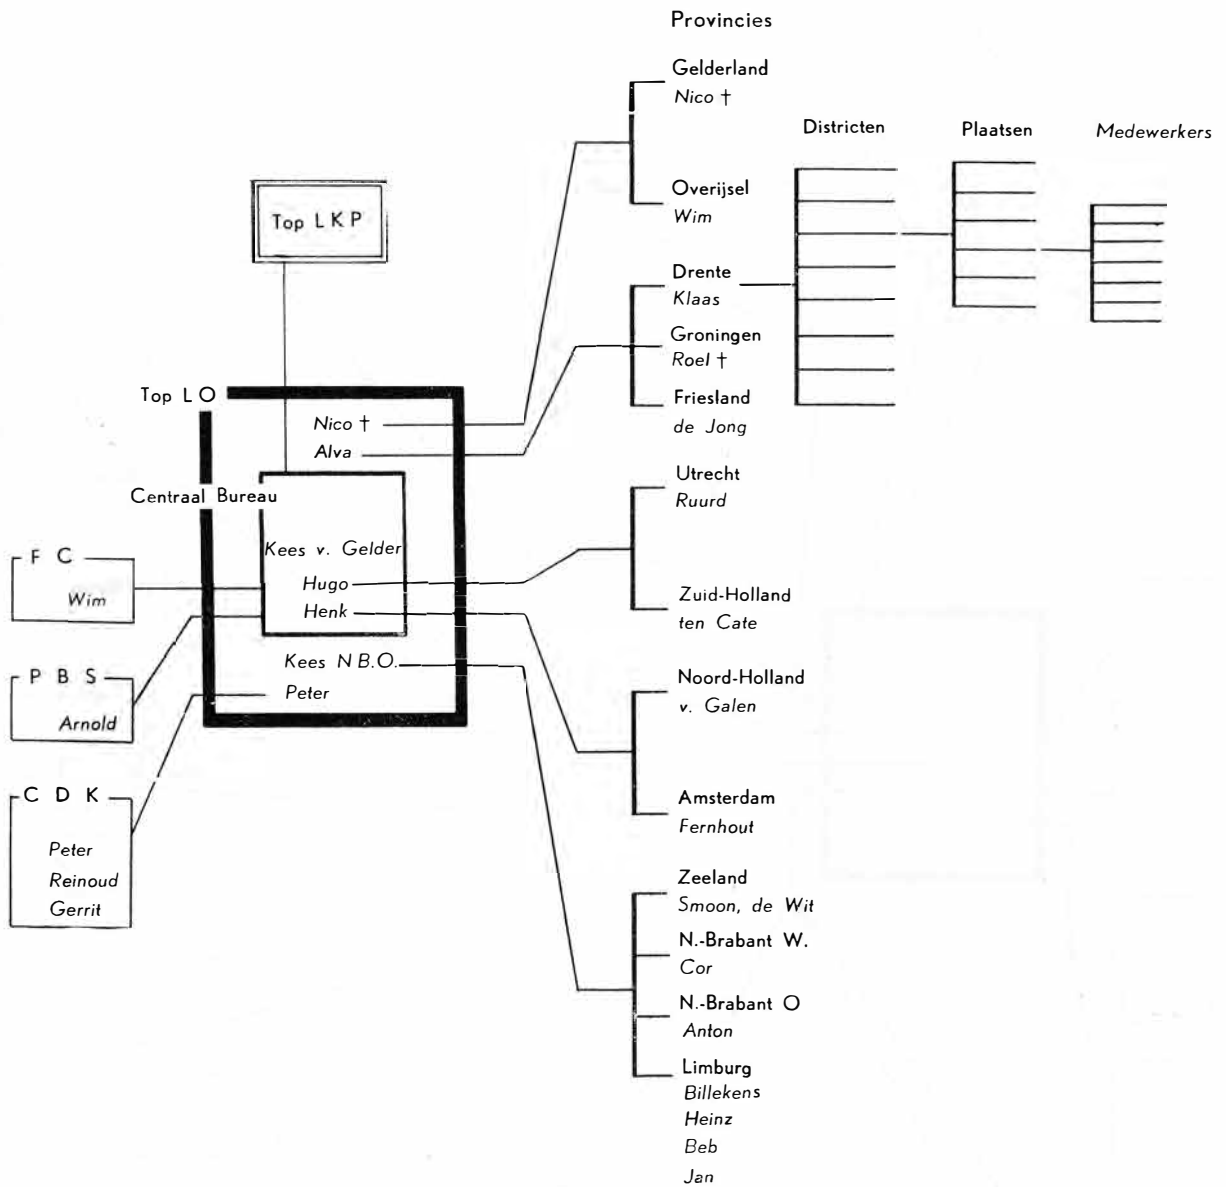 Provincies
Gelderland
Nico †
Districten
Plaatsen
Medewerkers
Overijsel
Wim
Top L K P
Drente
Klaas
Groningen
Roel †
Friesland
de Jong
Top L O
Nico †
Alva
Utrecht
Ruurd
Centraal Bureau
Kees v. Gelder
Hugo
Henk
F C
Wim
Zuid-Holland
ten Cate
Kees N B.O.
Peter
P B S
Arnold
Noord-Holland
v. Galen
C D K
Peter
Reinoud
Gerrit
Amsterdam
Fernhout
Zeeland
Smoon, de Wit
N.-Brabant W.
Cor
N.-Brabant O
Anton
Limburg
Billekens
Heinz
Beb
Jan